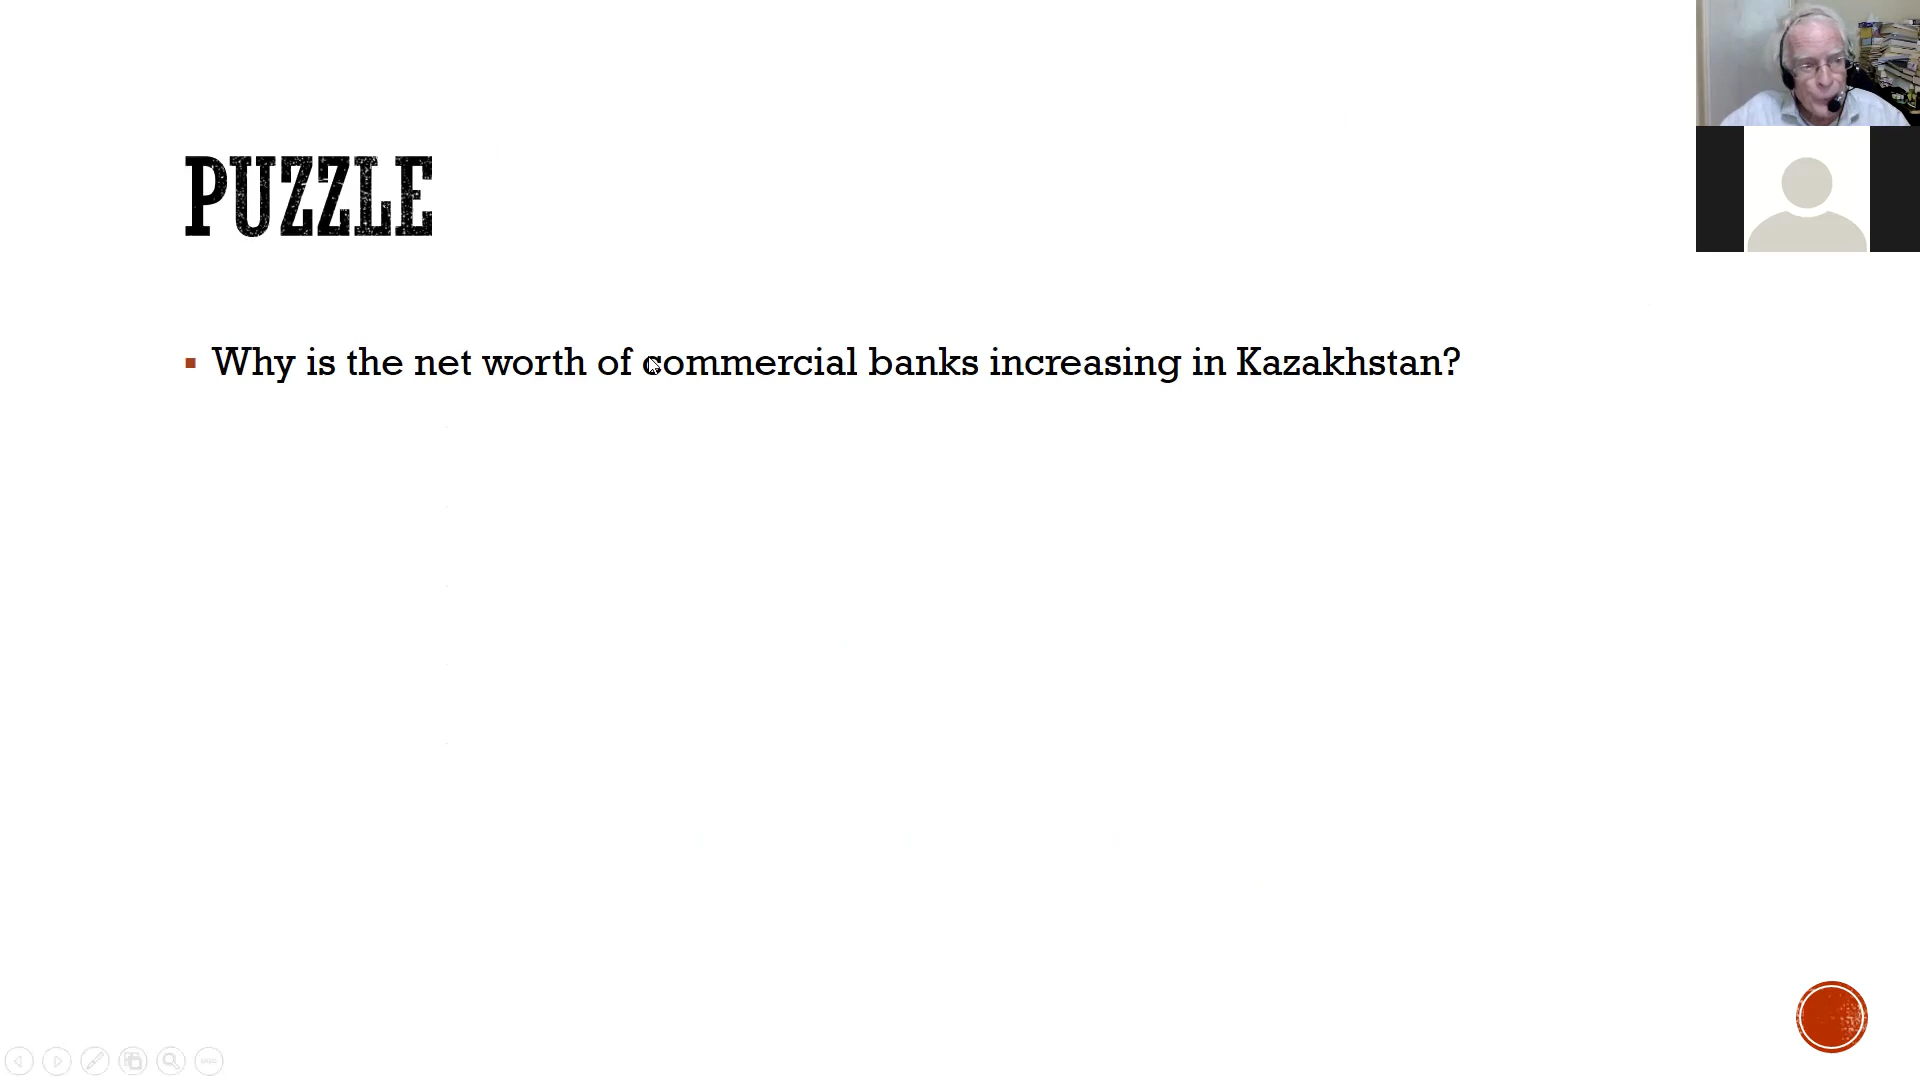 PUZZLE
Why is the net worth of commercial banks increasing in Kazakhstan?